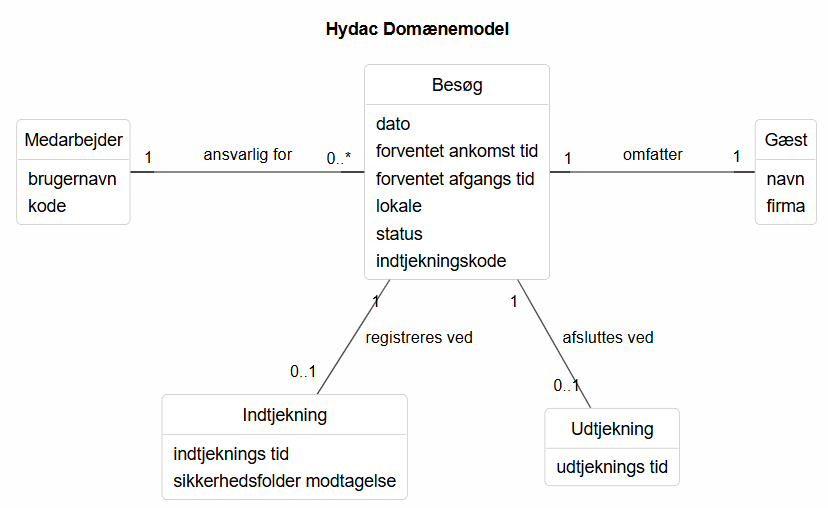 Hydac Domænemodel
Besøg
dato
forventet ankomst tid
forventet afgangs tid
lokale
status
indtjekningskode
Medarbejder
brugernavn
kode
1
ansvarlig for
0..*
1
omfatter
1
Gæst
navn
firma
1
registreres ved
0..1
1
afsluttes ved
0..1
Indtjekning
indtjeknings tid
sikkerhedsfolder modtagelse
Udtjekning
udtjeknings tid